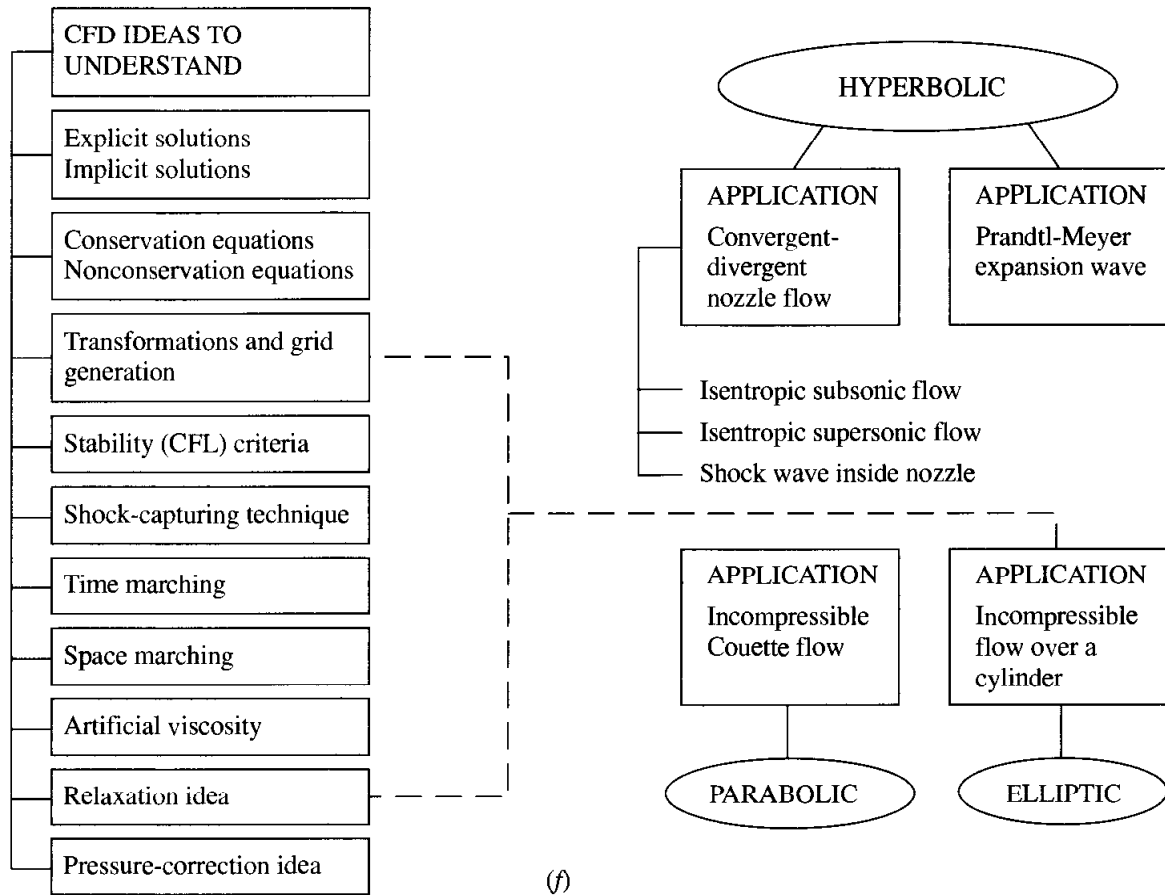 CFD IDEAS TO
UNDERSTAND
Explicit solutions
Implicit solutions
Conservation equations
Nonconservation equations
Transformations and grid
generation
Stability (CFL) criteria
Shock-capturing technique
Time marching
Space marching
Artificial viscosity
Relaxation idea
Pressure-correction idea
HYPERBOLIC
APPLICATION
Convergent-
divergent
nozzle flow
APPLICATION
Prandtl-Meyer
expansion wave
Isentropic subsonic flow
Isentropic supersonic flow
Shock wave inside nozzle
APPLICATION
Incompressible
Couette flow
APPLICATION
Incompressible
flow over a
cylinder
PARABOLIC
ELLIPTIC
(f)